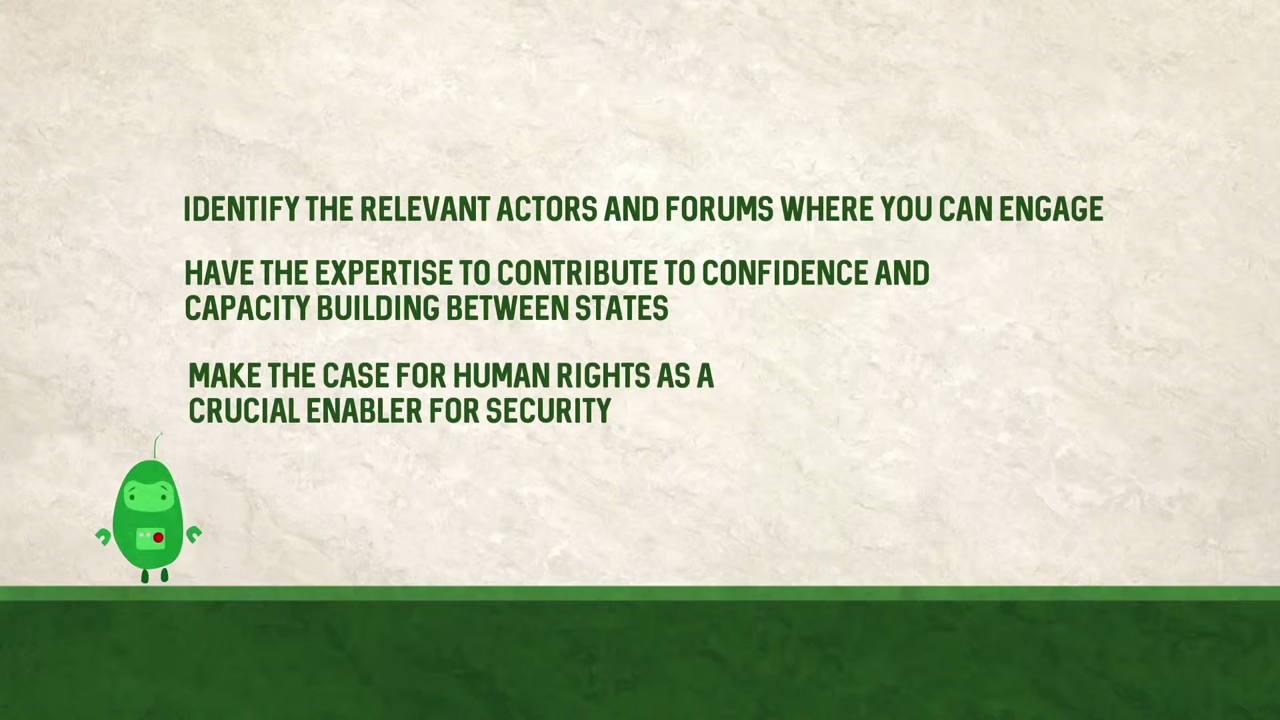 IDENTIFY THE RELEVANT ACTORS AND FORUMS WHERE YOU CAN ENGAGE
HAVE THE EXPERTISE TO CONTRIBUTE TO CONFIDENCE AND
CAPACITY BUILDING BETWEEN STATES
MAKE THE CASE FOR HUMAN RIGHTS AS A
CRUCIAL ENABLER FOR SECURITY